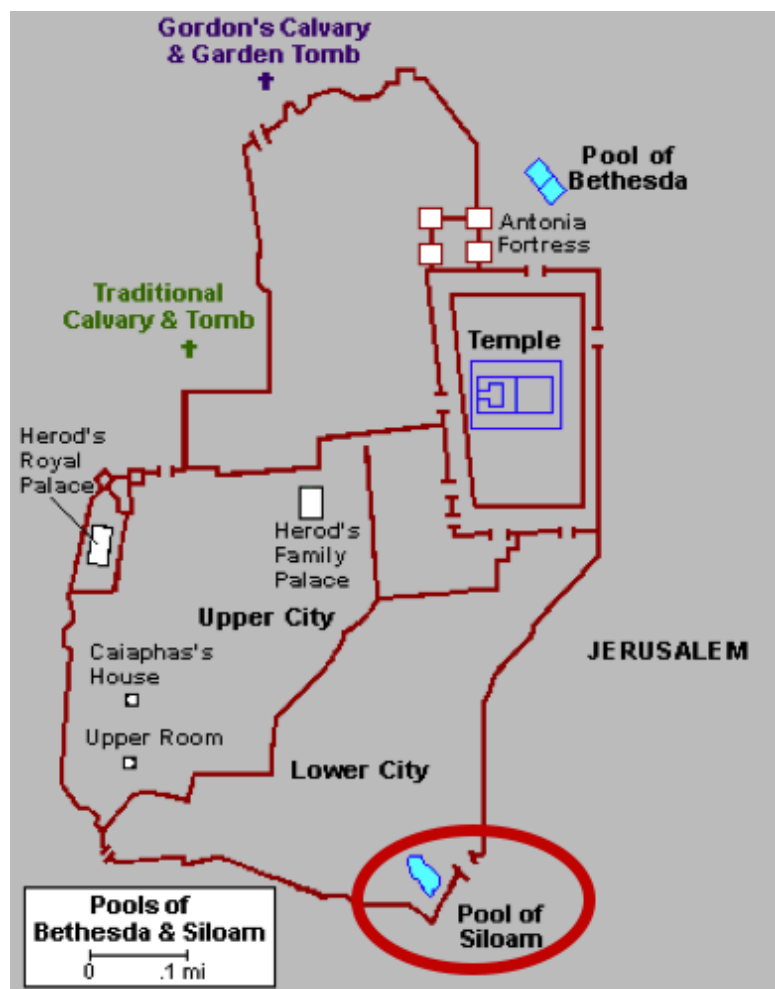 Gordon's Calvary
& Garden Tomb
Pool of
Bethesda
Antonia
Fortress
Traditional
Calvary & Tomb
Temple
Herod's
Royal
Palace
Herod's
Family
Palace
Upper City
JERUSALEM
Caiaphas's
House
Upper Room
Lower City
Pool of
Siloam
Pools of
Bethesda & Siloam
0 .1 mi